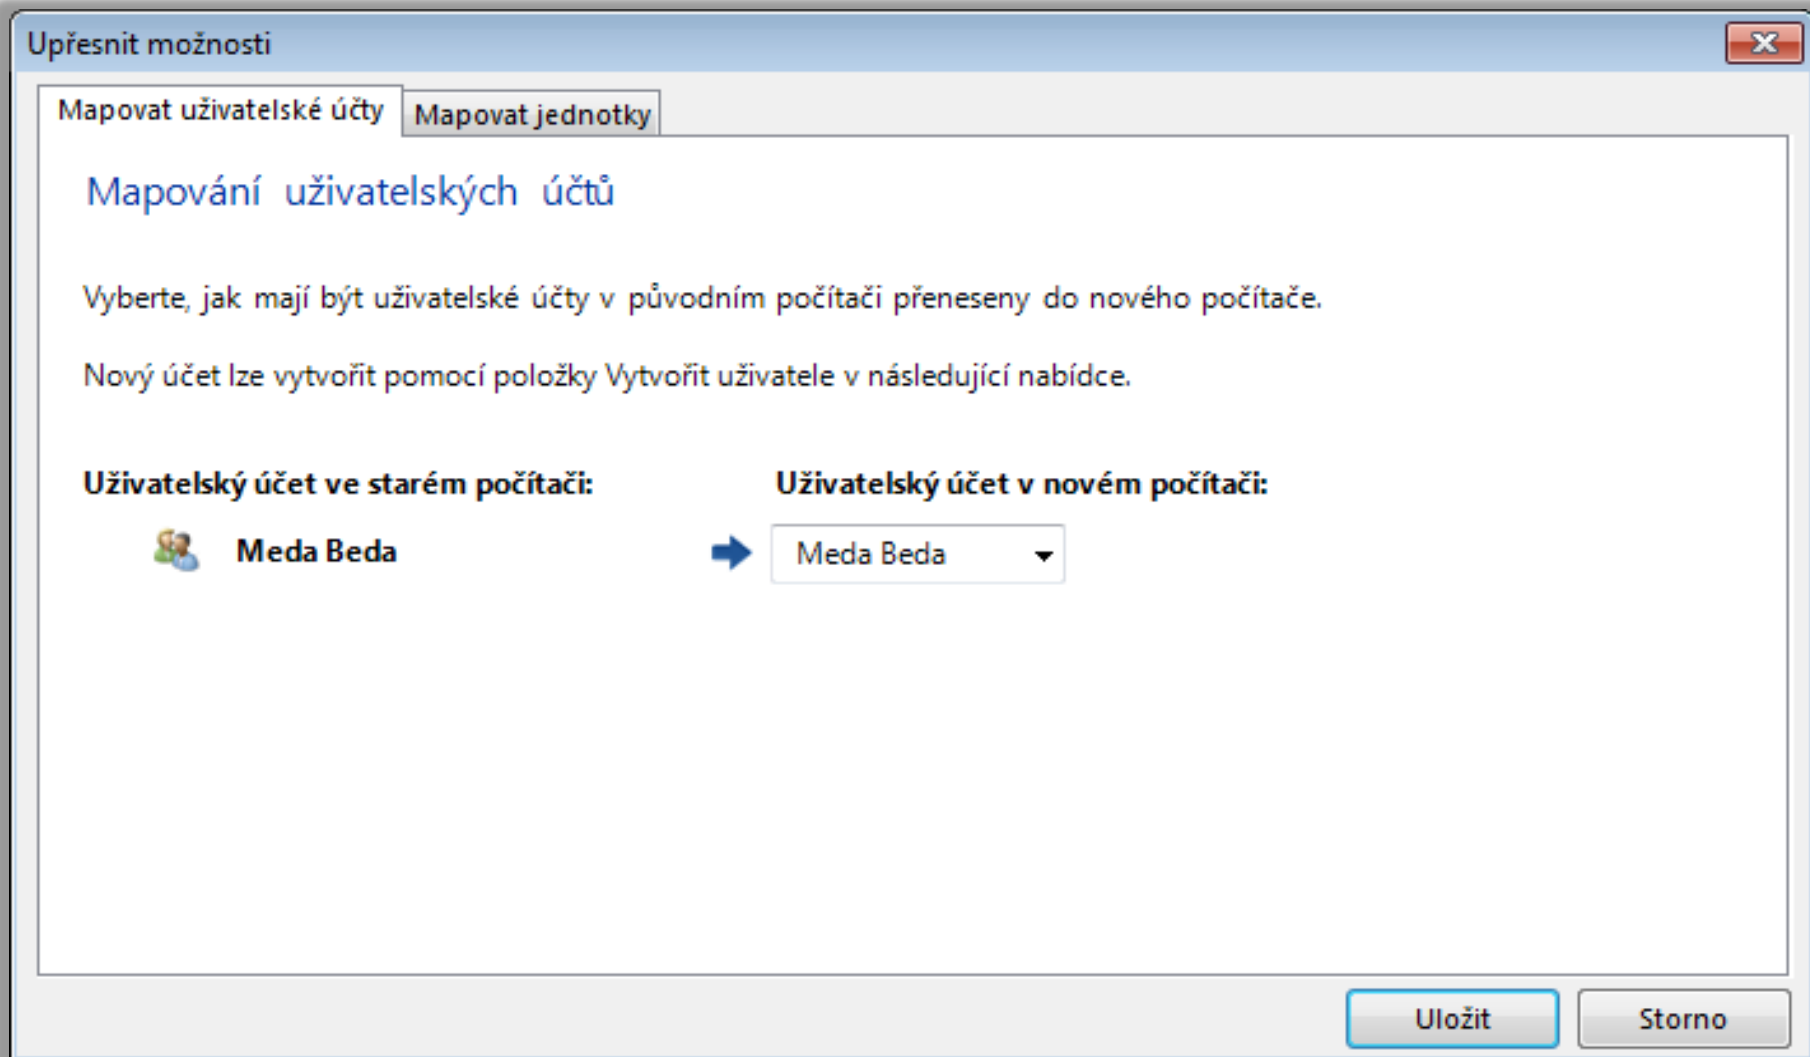 Upřesnit možnosti
Mapovat uživatelské účty
Mapovat jednotky
Mapování uživatelských účtů
Vyberte, jak mají být uživatelské účty v původním počítači přeneseny do nového počítače.
Nový účet lze vytvořit pomocí položky Vytvořit uživatele v následující nabídce.
Uživatelský účet ve starém počítači:
Uživatelský účet v novém počítači:
Meda Beda
Meda Beda
Uložit
Storno